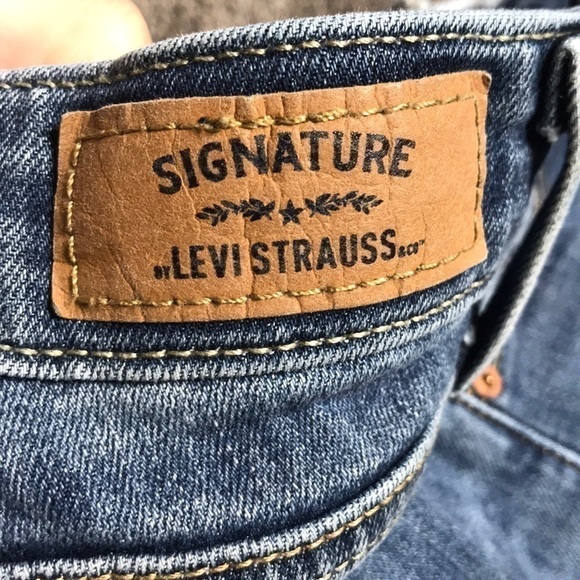 SIGNATURE
BY LEVI STRAUSS & CO™